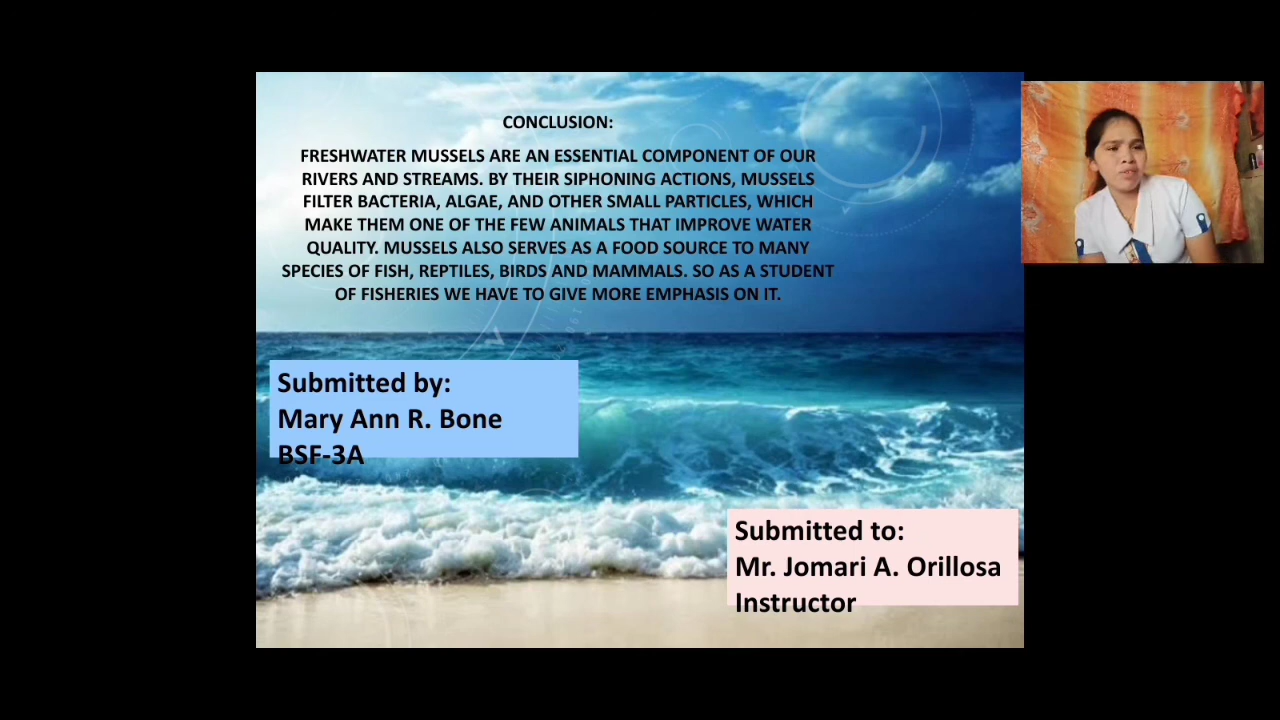 CONCLUSION:
FRESHWATER MUSSELS ARE AN ESSENTIAL COMPONENT OF OUR
RIVERS AND STREAMS. BY THEIR SIPHONING ACTIONS, MUSSELS
FILTER BACTERIA, ALGAE, AND OTHER SMALL PARTICLES, WHICH
MAKE THEM ONE OF THE FEW ANIMALS THAT IMPROVE WATER
QUALITY. MUSSELS ALSO SERVES AS A FOOD SOURCE TO MANY
SPECIES OF FISH, REPTILES, BIRDS AND MAMMALS. SO AS A STUDENT
OF FISHERIES WE HAVE TO GIVE MORE EMPHASIS ON IT.
Submitted by:
Mary Ann R. Bone
BSF-3A
Submitted to:
Mr. Jomari A. Orillosa
Instructor